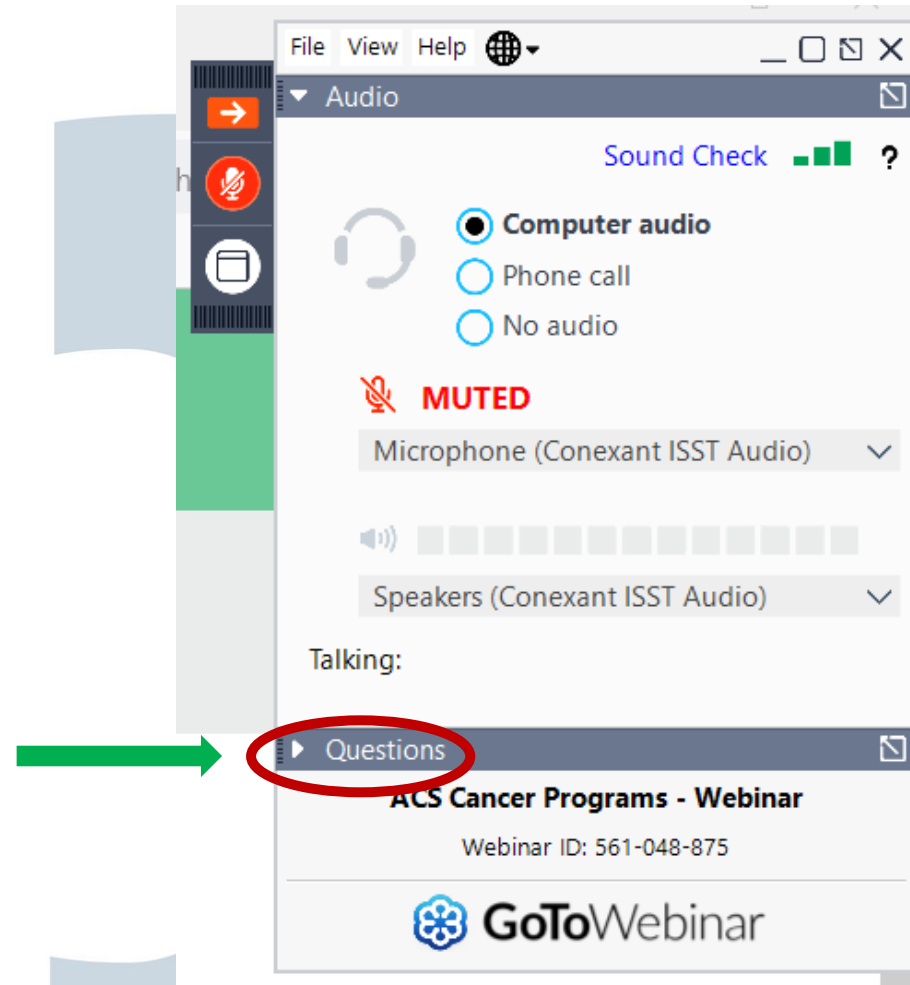 File View Help
Audio
Sound Check ?
Computer audio
Phone call
No audio
MUTED
Microphone (Conexant ISST Audio)
Speakers (Conexant ISST Audio)
Talking:
Questions
ACS Cancer Programs - Webinar
Webinar ID: 561-048-875
GoToWebinar